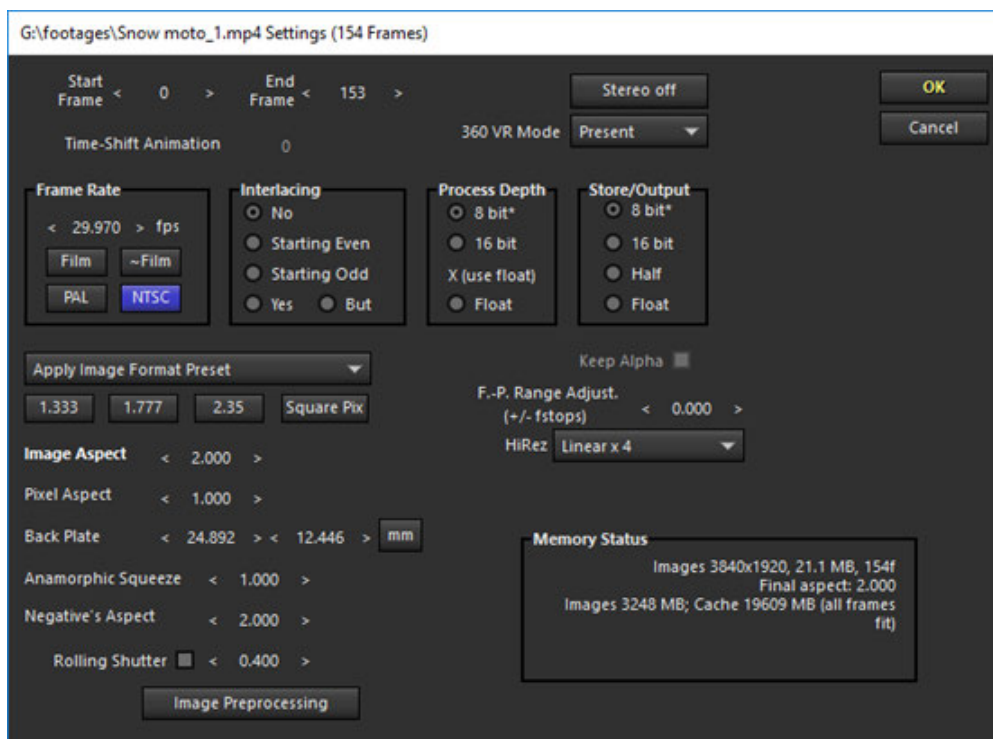 G:\footages\Snow moto_1.mp4 Settings (154 Frames)
Start Frame < 0 > End Frame < 153 >
Stereo off
OK
Time-Shift Animation 0
360 VR Mode Present
Cancel
Frame Rate
< 29.970 > fps
Film ~Film
PAL NTSC
Interlacing
No
Starting Even
Starting Odd
Yes But
Process Depth
8 bit*
16 bit
X (use float)
Float
Store/Output
8 bit*
16 bit
Half
Float
Apply Image Format Preset
1.333 1.777 2.35 Square Pix
Keep Alpha
F.-P. Range Adjust.
(+/- fstops) < 0.000 >
HiRez Linear x 4
Image Aspect < 2.000 >
Pixel Aspect < 1.000 >
Back Plate < 24.892 > < 12.446 > mm
Anamorphic Squeeze < 1.000 >
Negative's Aspect < 2.000 >
Rolling Shutter < 0.400 >
Image Preprocessing
Memory Status
Images 3840x1920, 21.1 MB, 154f
Final aspect: 2.000
Images 3248 MB; Cache 19609 MB (all frames
fit)